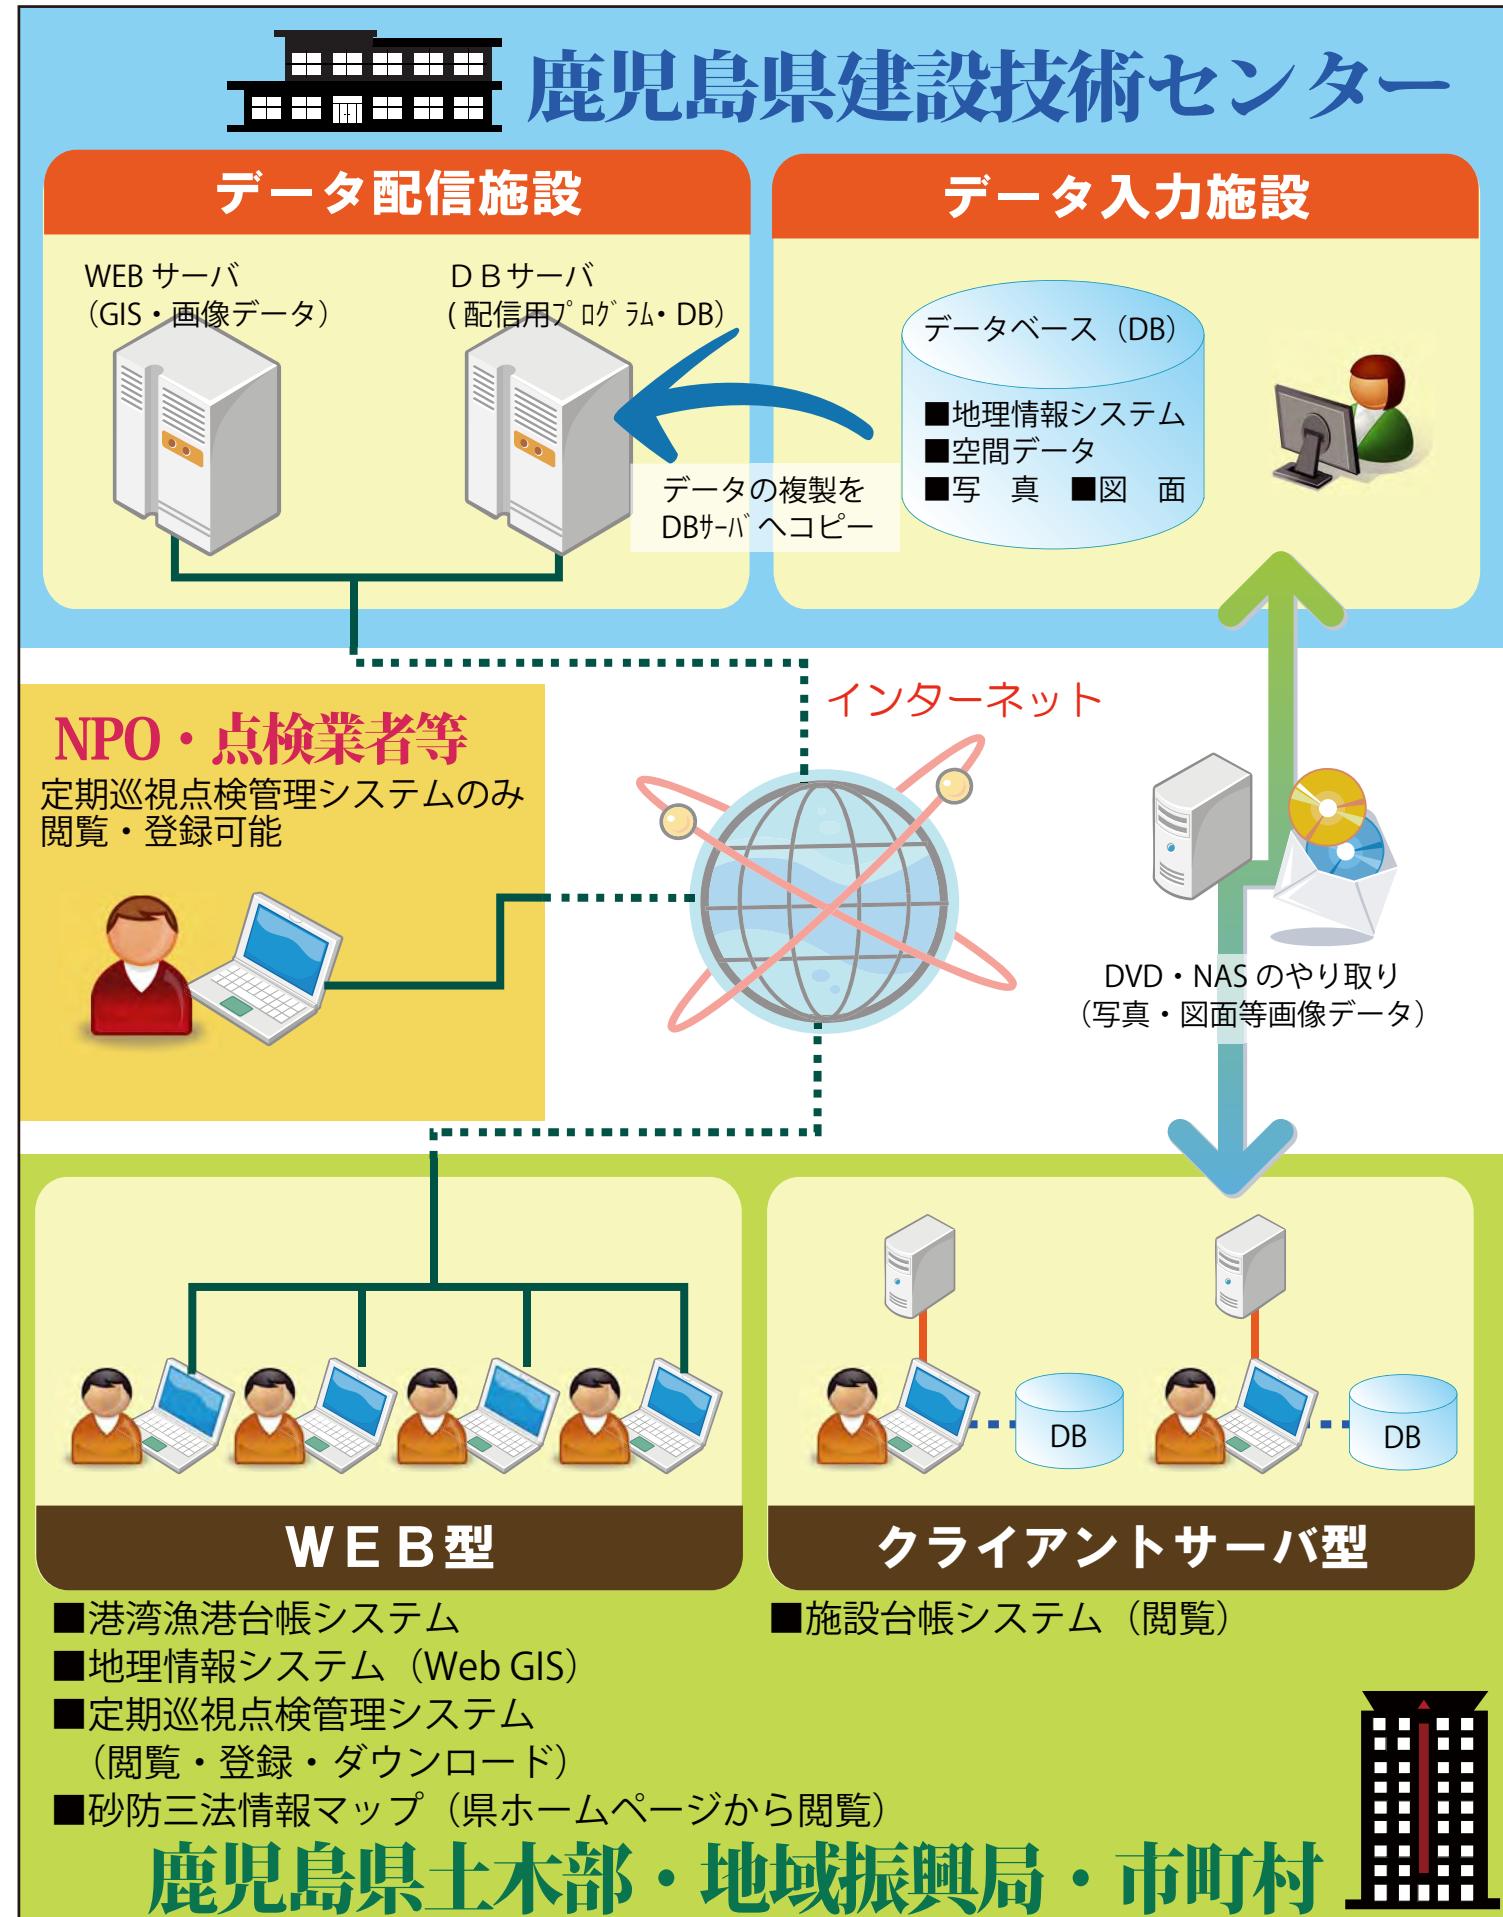 鹿児島県建設技術センター
データ配信施設
データ入力施設
WEB サーバ
（GIS・画像データ）
ＤＢサーバ
( 配信用ﾌﾟﾛｸﾞﾗﾑ・DB）
データベース（DB）
■地理情報システム
■空間データ
■写　真　■図　面
データの複製を
DBｻｰﾊﾞへコピー
インターネット
NPO・点検業者等
定期巡視点検管理システムのみ
閲覧・登録可能
DVD・NAS のやり取り
（写真・図面等画像データ）
DB
DB
ＷＥＢ型
クライアントサーバ型
■港湾漁港台帳システム
■地理情報システム（Web GIS）
■定期巡視点検管理システム
（閲覧・登録・ダウンロード）
■砂防三法情報マップ（県ホームページから閲覧）
■施設台帳システム（閲覧）
鹿児島県土木部・地域振興局・市町村